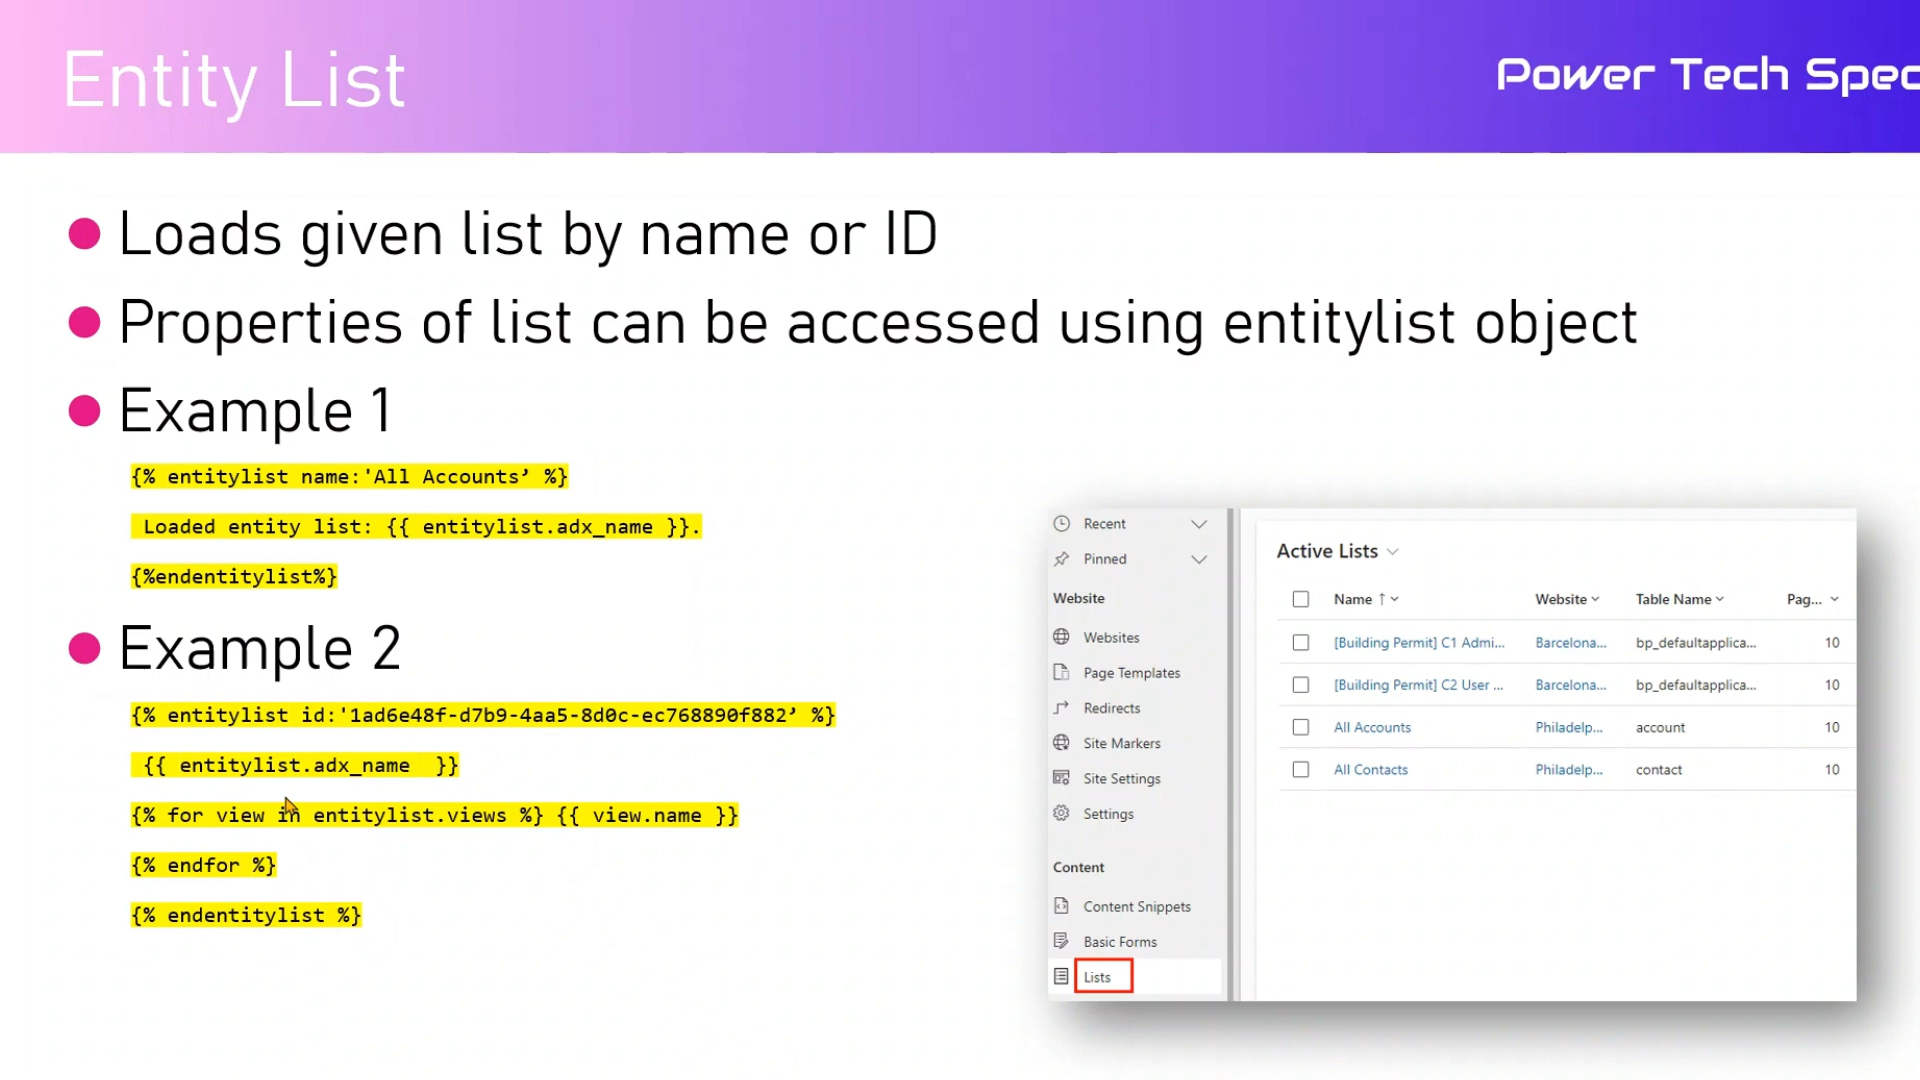 Entity List
Power Tech Spec
Loads given list by name or ID
Properties of list can be accessed using entitylist object
Example 1
{% entitylist name:'All Accounts’ %}
Loaded entity list: {{ entitylist.adx_name }}.
{%endentitylist%}
Example 2
{% entitylist id:'1ad6e48f-d7b9-4aa5-8d0c-ec768890f882’ %}
{{ entitylist.adx_name  }}
{% for view in entitylist.views %} {{ view.name }}
{% endfor %}
{% endentitylist %}
Recent
Pinned
Website
Websites
Page Templates
Redirects
Site Markers
Site Settings
Settings
Content
Content Snippets
Basic Forms
Lists
Active Lists
Name ↑ Website Table Name Pag...
[Building Permit] C1 Admi... Barcelona... bp_defaultapplica... 10
[Building Permit] C2 User ... Barcelona... bp_defaultapplica... 10
All Accounts Philadelp... account 10
All Contacts Philadelp... contact 10